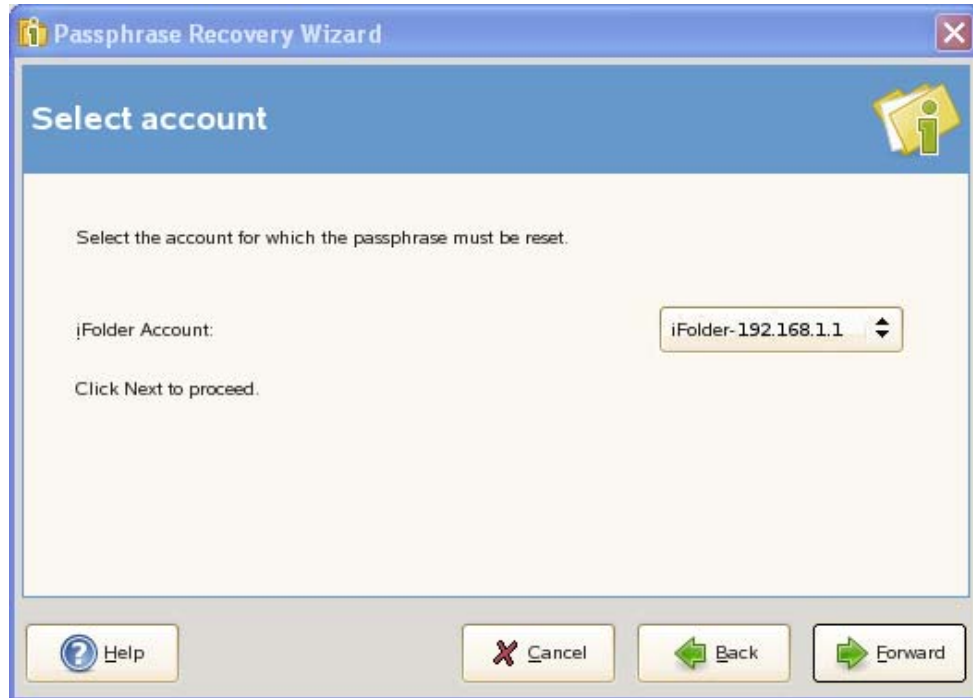 Passphrase Recovery Wizard
Select account
Select the account for which the passphrase must be reset.
iFolder Account:
iFolder-192.168.1.1
Click Next to proceed.
Help
Cancel
Back
Forward